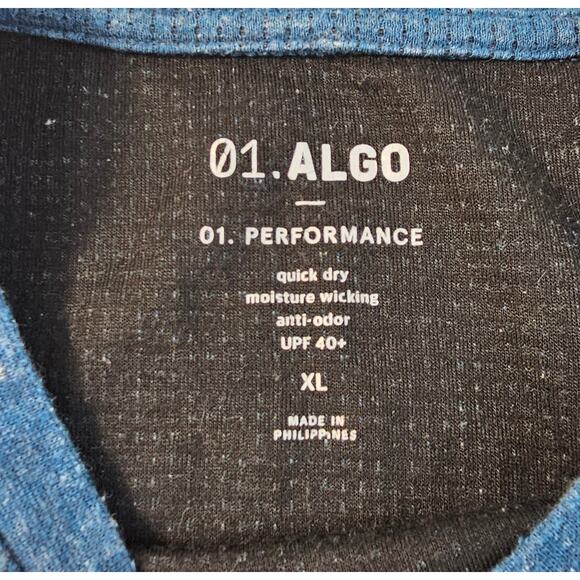 01.ALGO
01. PERFORMANCE
quick dry
moisture wicking
anti-odor
UPF 40+
XL
MADE IN
PHILIPPINES